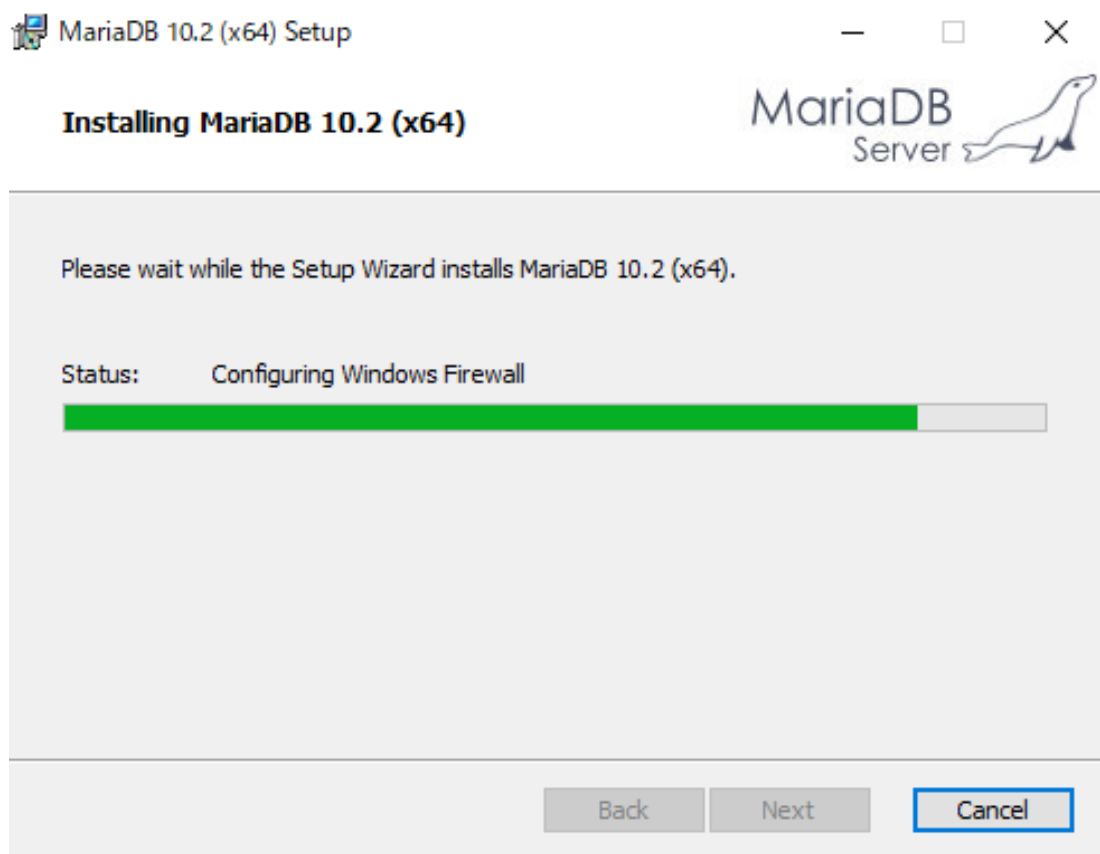 MariaDB 10.2 (x64) Setup
Installing MariaDB 10.2 (x64)
MariaDB
Server
Please wait while the Setup Wizard installs MariaDB 10.2 (x64).
Status: Configuring Windows Firewall
Back Next Cancel